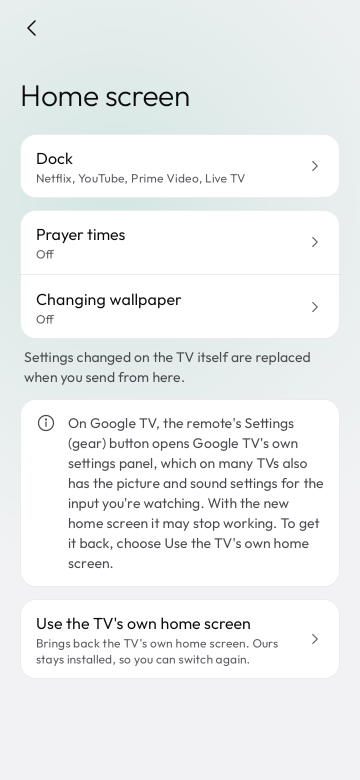 Home screen
Dock
Netflix, YouTube, Prime Video, Live TV
Prayer times
Off
Changing wallpaper
Off
Settings changed on the TV itself are replaced
when you send from here.
On Google TV, the remote's Settings
(gear) button opens Google TV's own
settings panel, which on many TVs also
has the picture and sound settings for the
input you're watching. With the new
home screen it may stop working. To get
it back, choose Use the TV's own home
screen.
Use the TV's own home screen
Brings back the TV's own home screen. Ours
stays installed, so you can switch again.